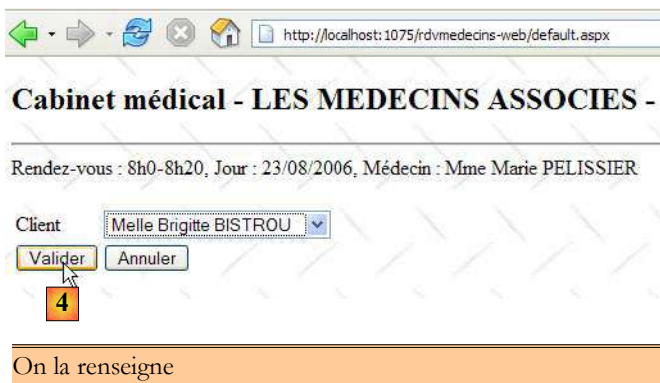 http://localhost:1075/rdvmedecins-web/default.aspx
Cabinet médical - LES MEDECINS ASSOCIES -
Rendez-vous : 8h0-8h20, Jour : 23/08/2006, Médecin : Mme Marie PELISSIER
Client Melle Brigitte BISTROU
Valider Annuler
4
On la renseigne